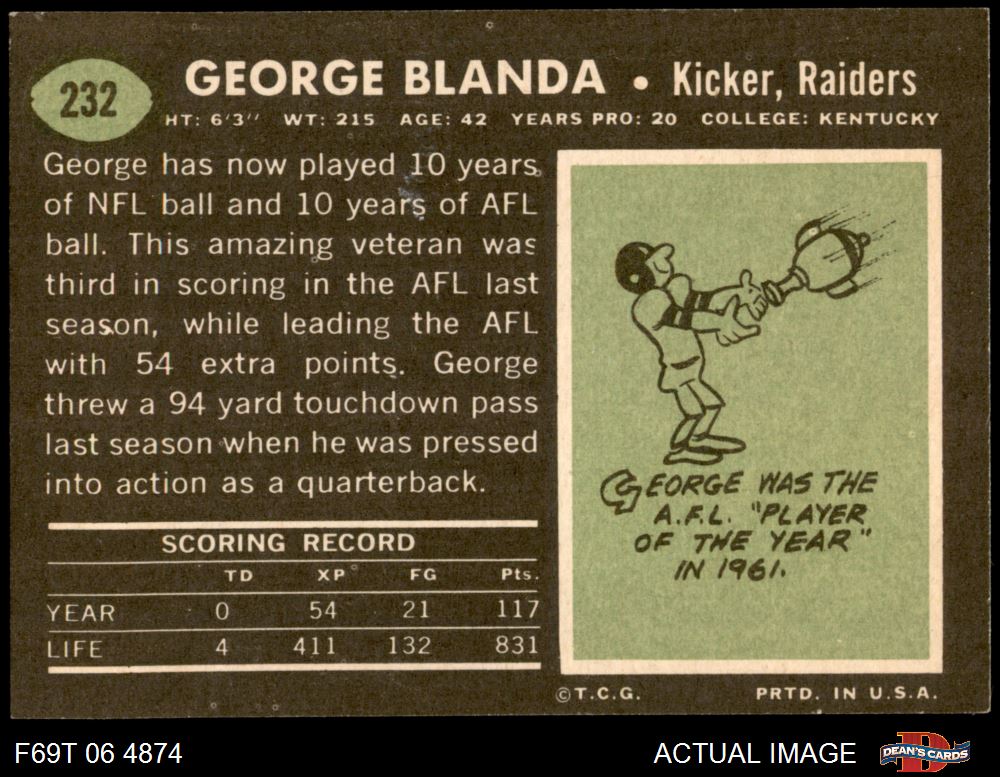 232
GEORGE BLANDA • Kicker, Raiders
HT: 6'3" WT: 215 AGE: 42 YEARS PRO: 20 COLLEGE: KENTUCKY
George has now played 10 years
of NFL ball and 10 years of AFL
ball. This amazing veteran was
third in scoring in the AFL last
season, while leading the AFL
with 54 extra points. George
threw a 94 yard touchdown pass
last season when he was pressed
into action as a quarterback.
SCORING RECORD
TD XP FG Pts.
YEAR 0 54 21 117
LIFE 4 411 132 831
GEORGE WAS THE
A.F.L. "PLAYER
OF THE YEAR"
IN 1961.
©T.C.G. PRTD. IN U.S.A.
F69T 06 4874
ACTUAL IMAGE
D
DEAN'S CARDS